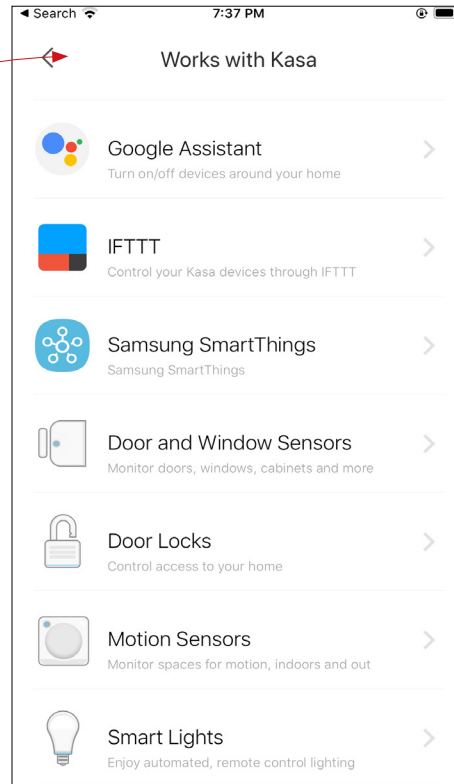 Search
7:37 PM
Works with Kasa
Google Assistant
Turn on/off devices around your home
IFTTT
Control your Kasa devices through IFTTT
Samsung SmartThings
Samsung SmartThings
Door and Window Sensors
Monitor doors, windows, cabinets and more
Door Locks
Control access to your home
Motion Sensors
Monitor spaces for motion, indoors and out
Smart Lights
Enjoy automated, remote control lighting